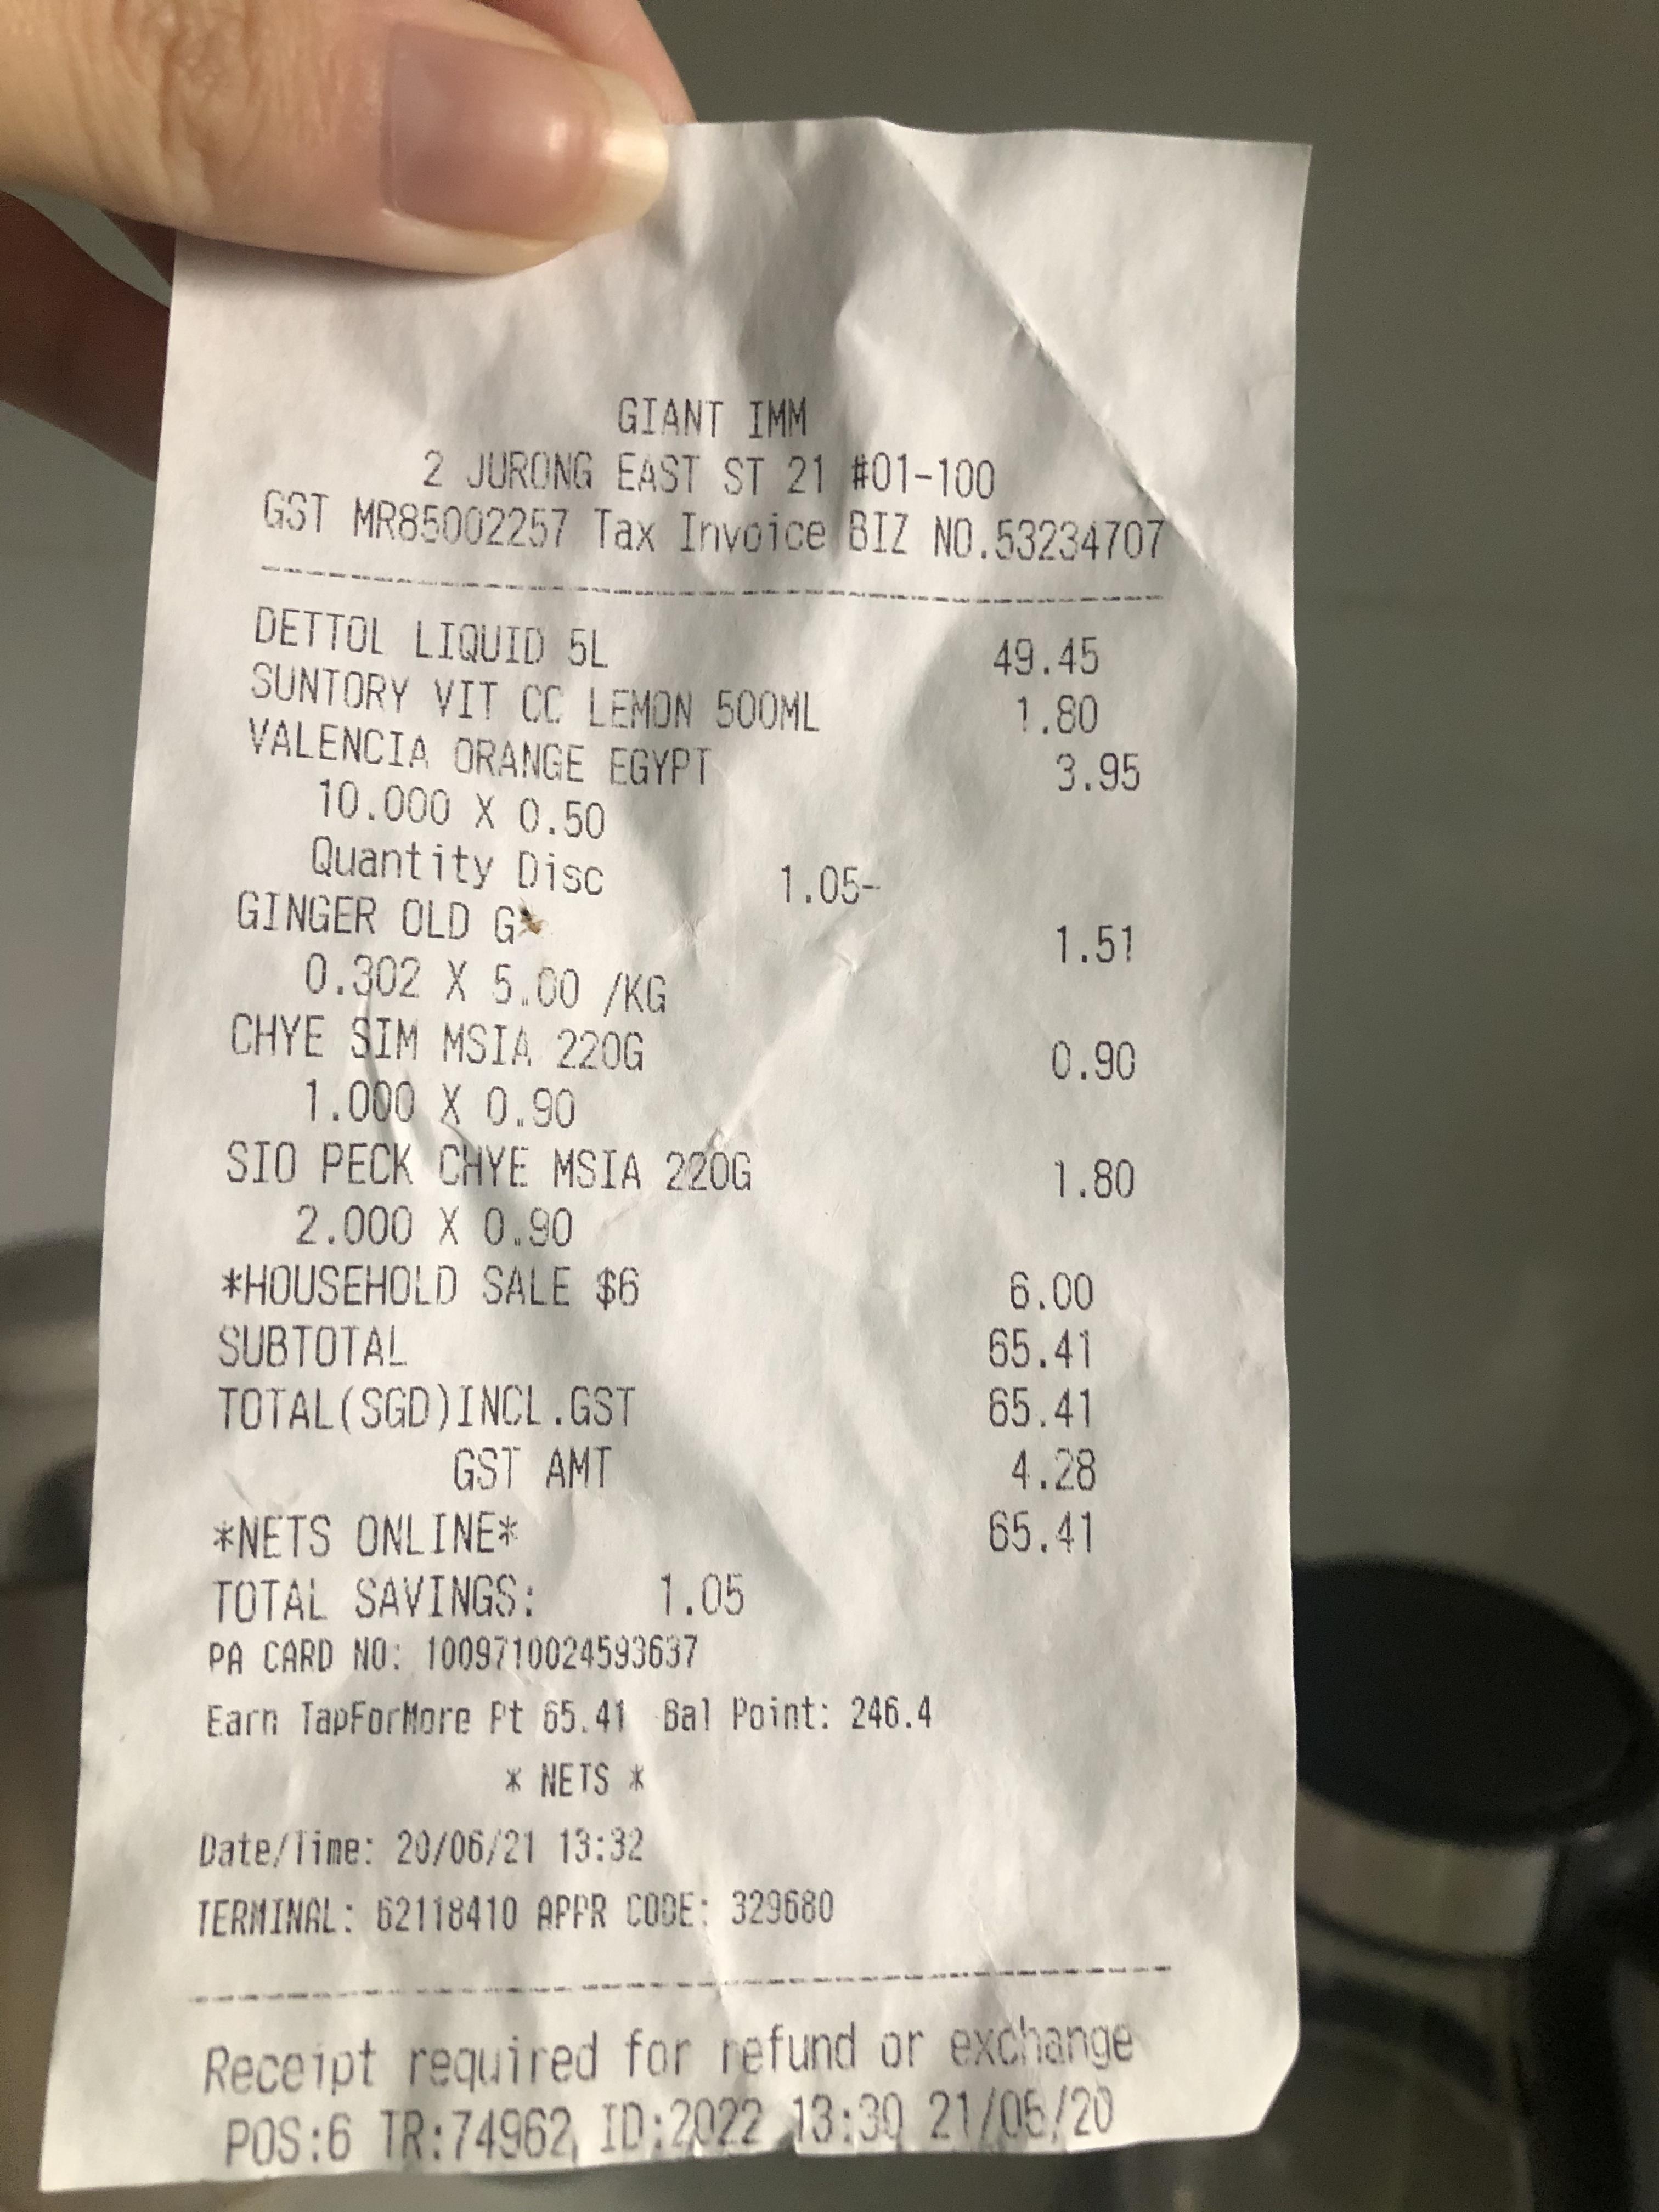 GIANT IMM
2 JURONG EAST ST 21 #01-100
GST MR85002257 Tax Invoice BIZ NO.53234707
DETTOL LIQUID 5L 49.45
SUNTORY VIT CC LEMON 500ML 1.80
VALENCIA ORANGE EGYPT 3.95
10.000 X 0.50
Quantity Disc 1.05-
GINGER OLD G 1.51
0.302 X 5.00 /KG
CHYE SIM MSIA 220G 0.90
1.000 X 0.90
SIO PECK CHYE MSIA 220G 1.80
2.000 X 0.90
*HOUSEHOLD SALE $6 6.00
SUBTOTAL 65.41
TOTAL(SGD)INCL.GST 65.41
GST AMT 4.28
*NETS ONLINE* 65.41
TOTAL SAVINGS: 1.05
PA CARD NO: 1009710024593637
Earn TapForMore Pt 65.41 Bal Point: 246.4
* NETS *
Date/Time: 20/06/21 13:32
TERMINAL: 62118410 APPR CODE: 329680
Receipt required for refund or exchange
POS:6 TR:74962 ID:2022 13:30 21/06/20